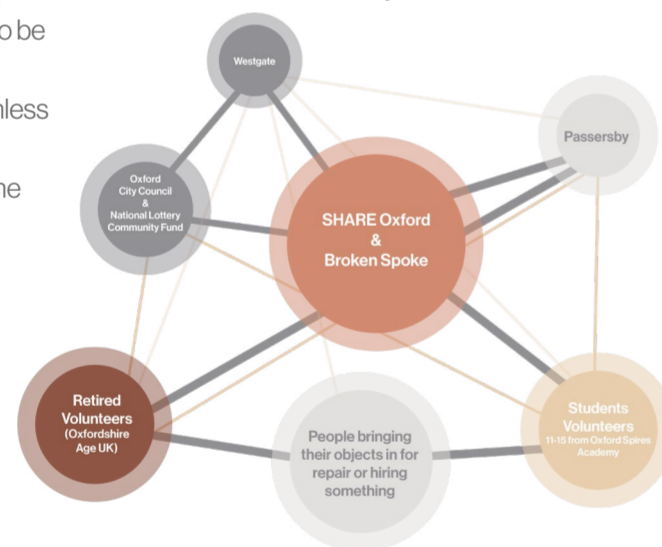 o be
nless
ne
Westgate
Passersby
Oxford
City Council
&
National Lottery
Community Fund
SHARE Oxford
&
Broken Spoke
Retired
Volunteers
(Oxfordshire
Age UK)
People bringing
their objects in for
repair or hiring
something
Students
Volunteers
11-15 from Oxford Spires
Academy